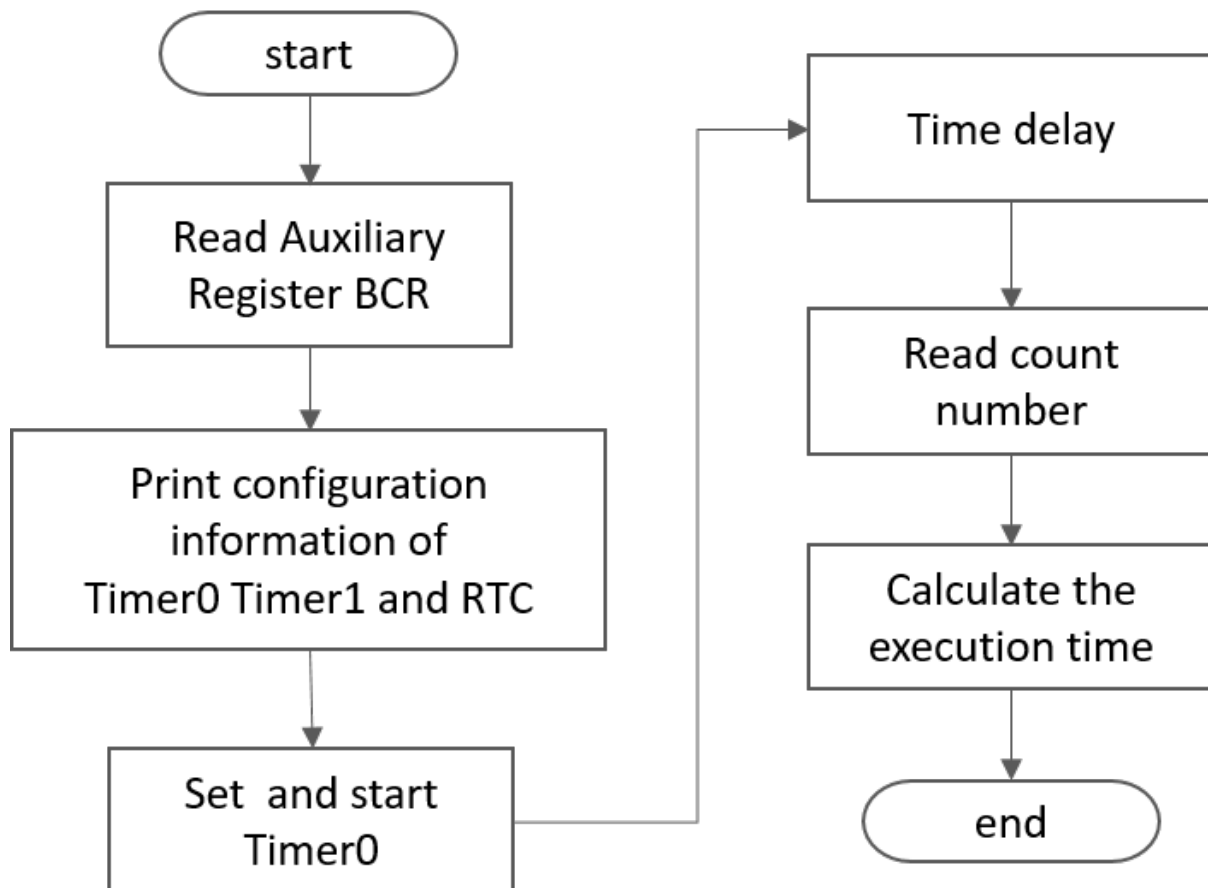 start
Read Auxiliary
Register BCR
Print configuration
information of
Timer0 Timer1 and RTC
Set  and start
Timer0
Time delay
Read count
number
Calculate the
execution time
end